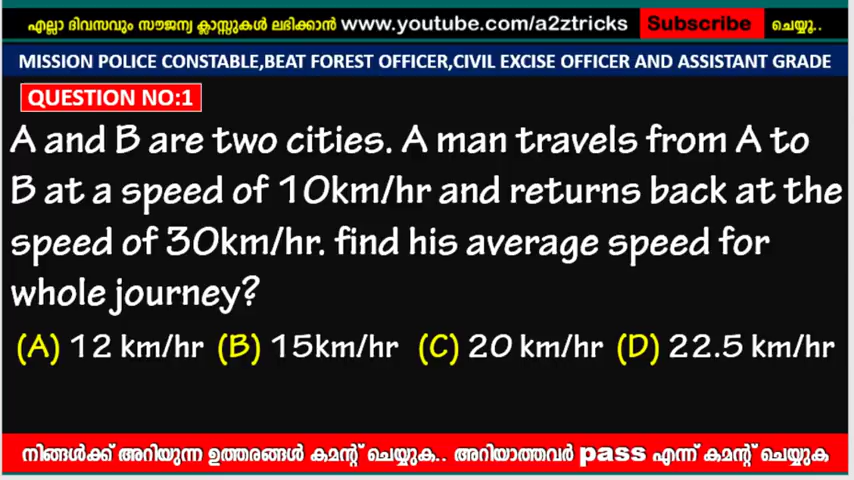 എല്ലാ ദിവസവും സൗജന്യ ക്ലാസ്സുകൾ ലഭിക്കാൻ www.youtube.com/a2ztricks Subscribe ചെയ്യൂ..
MISSION POLICE CONSTABLE,BEAT FOREST OFFICER,CIVIL EXCISE OFFICER AND ASSISTANT GRADE
QUESTION NO:1
A and B are two cities. A man travels from A to
B at a speed of 10km/hr and returns back at the
speed of 30km/hr. find his average speed for
whole journey?
(A) 12 km/hr (B) 15km/hr (C) 20 km/hr (D) 22.5 km/hr
നിങ്ങൾക്ക് അറിയുന്ന ഉത്തരങ്ങൾ കമന്റ് ചെയ്യുക.. അറിയാത്തവർ pass എന്ന് കമന്റ് ചെയ്യുക